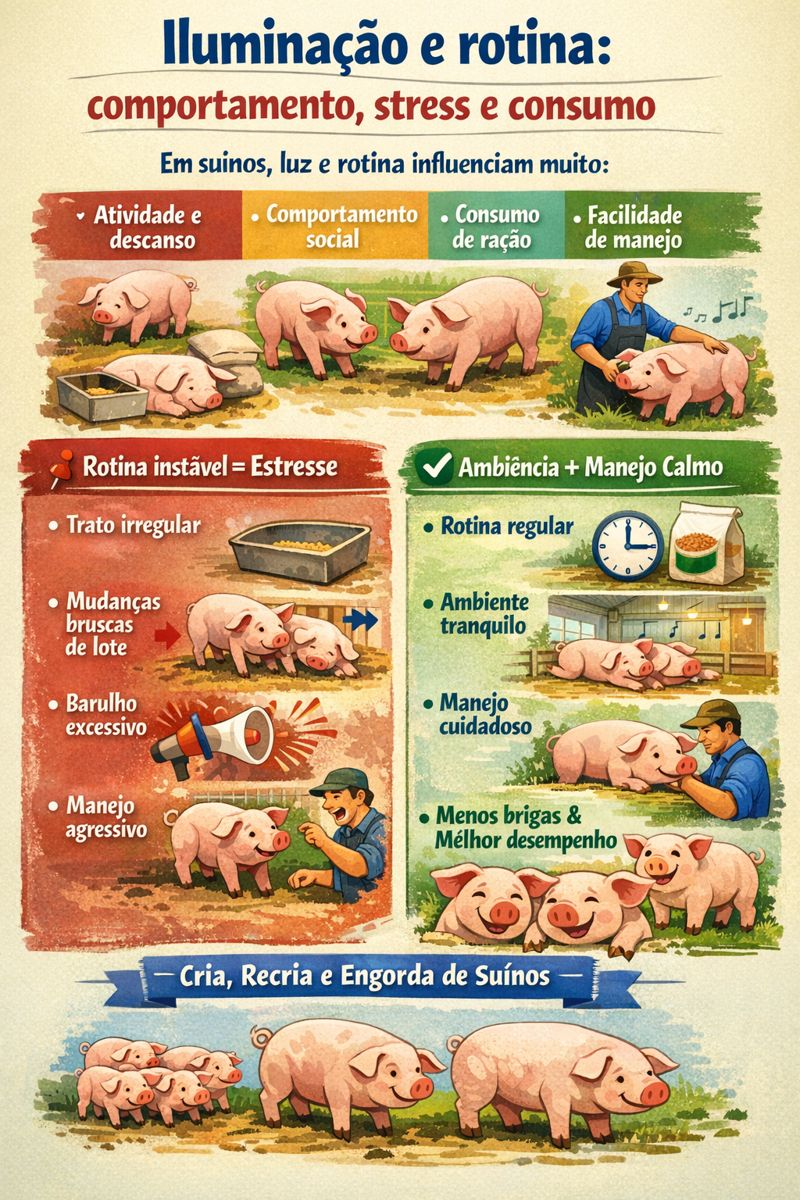 Iluminação e rotina:
comportamento, stress e consumo
Em suinos, luz e rotina influenciam muito:
Atividade e
descanso
• Comportamento
social
• Consumo
de ração
• Facilidade
de manejo
Rotina instável = Estresse
• Trato irregular
• Mudanças
bruscas
de lote
• Barulho
excessivo
• Manejo
agressivo
Ambiência + Manejo Calmo
• Rotina regular
• Ambiente
tranquilo
• Manejo
cuidadoso
• Menos brigas &
Mélhor desempenho
— Cria, Recria e Engorda de Suínos —